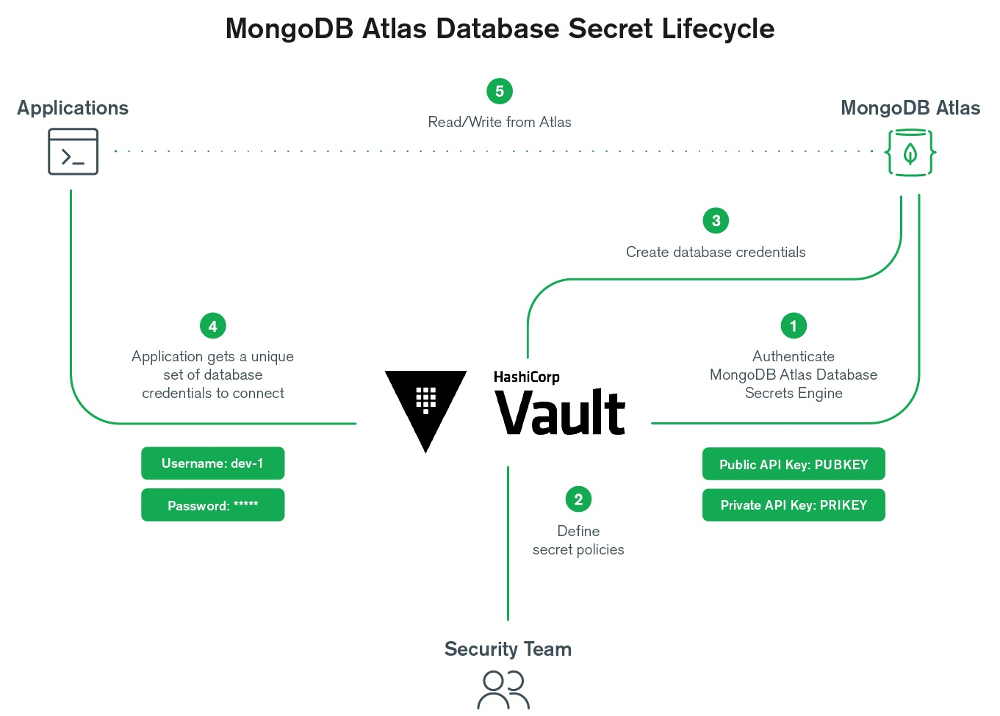 MongoDB Atlas Database Secret Lifecycle
5
Read/Write from Atlas
Applications
MongoDB Atlas
>_
3
Create database credentials
4
Application gets a unique
set of database
credentials to connect
1
Authenticate
MongoDB Atlas Database
Secrets Engine
HashiCorp
Vault
Username: dev-1
Password: *****
Public API Key: PUBKEY
Private API Key: PRIKEY
2
Define
secret policies
Security Team